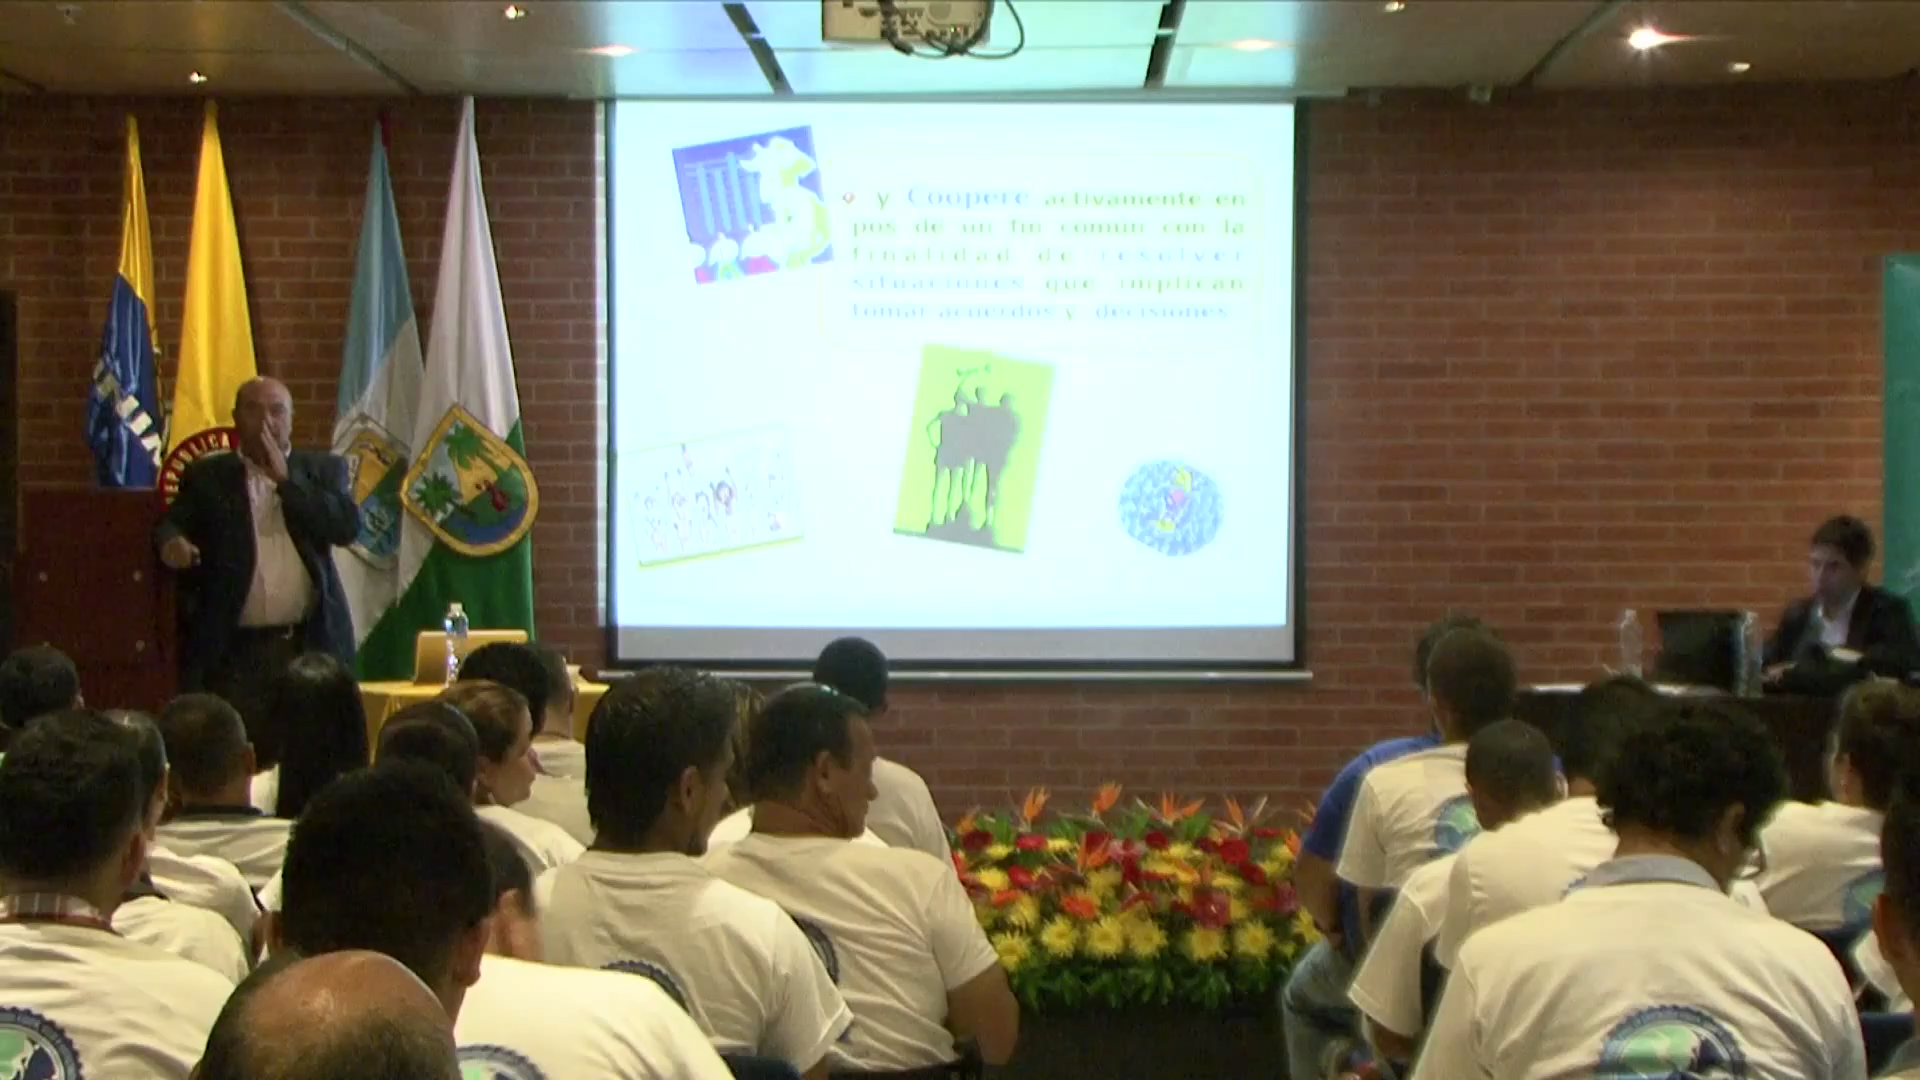 y Coopere activamente en
pos de un fin común con la
finalidad de resolver
situaciones que implican
tomar acuerdos y decisiones
REPUBLICA